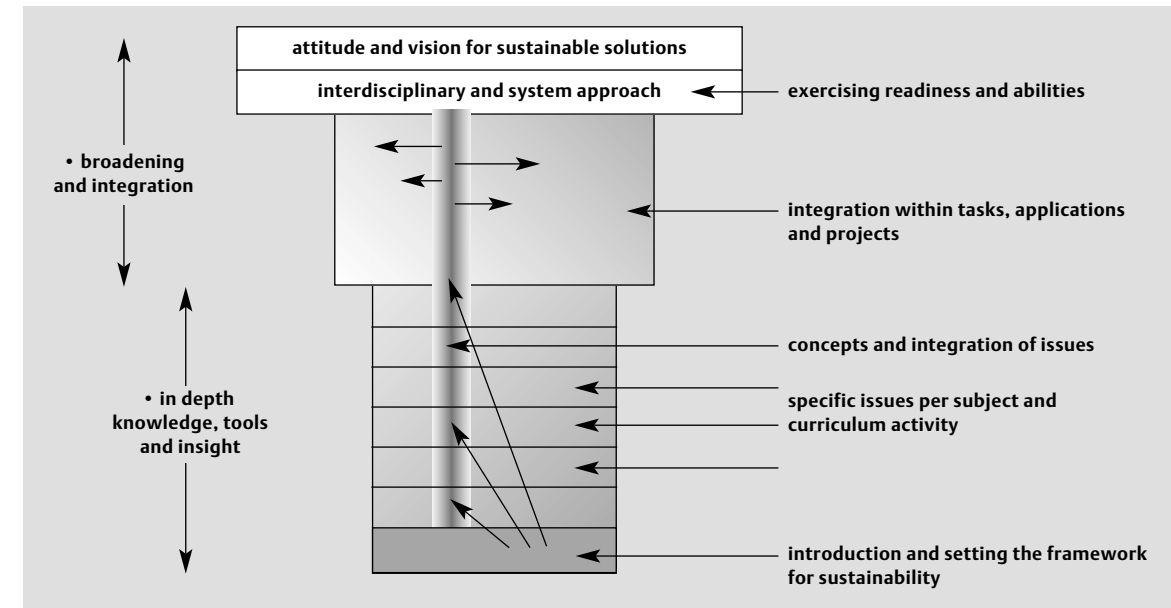 attitude and vision for sustainable solutions
interdisciplinary and system approach
exercising readiness and abilities
• broadening
and integration
integration within tasks, applications
and projects
concepts and integration of issues
• in depth
knowledge, tools
and insight
specific issues per subject and
curriculum activity
introduction and setting the framework
for sustainability